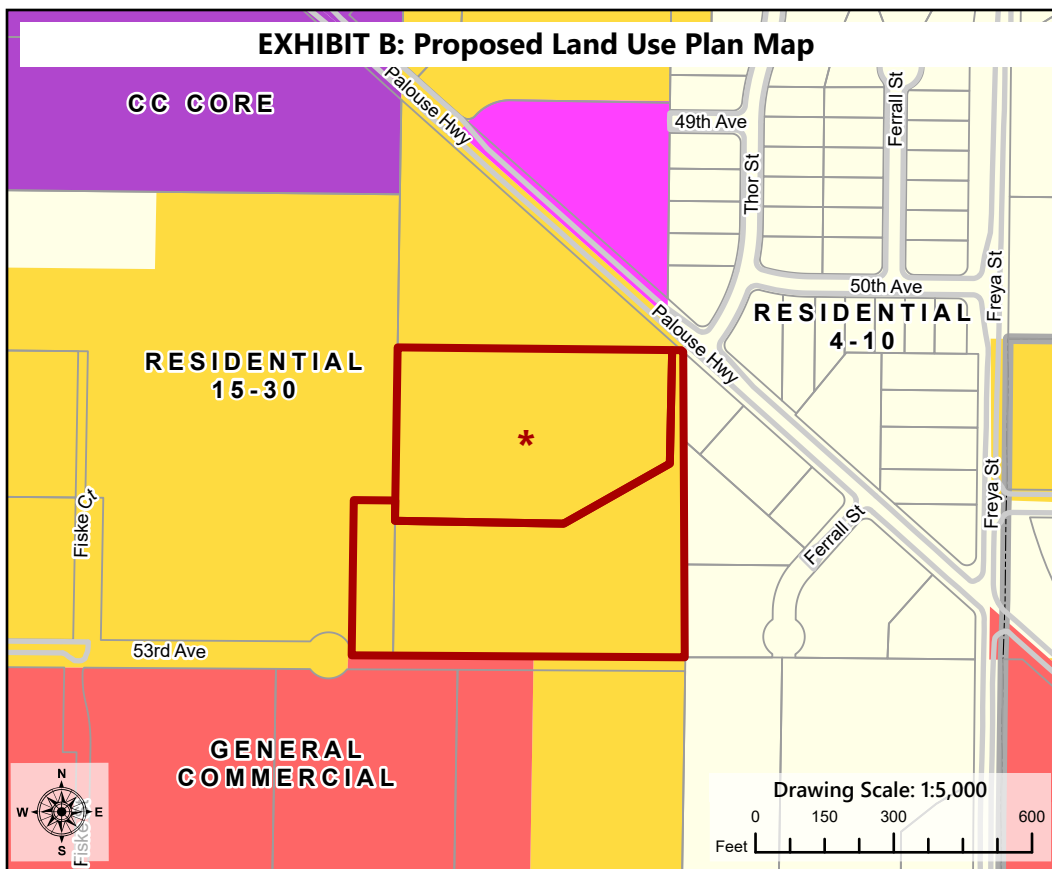 EXHIBIT B: Proposed Land Use Plan Map
CC CORE
Palouse Hwy
49th Ave
Ferrall St
Thor St
50th Ave
Freya St
RESIDENTIAL
4-10
Palouse Hwy
RESIDENTIAL
15-30
*
Fiske Ct
Freya St
Ferrall St
53rd Ave
GENERAL
COMMERCIAL
N
W E
S
Drawing Scale: 1:5,000
0 150 300 600
Feet